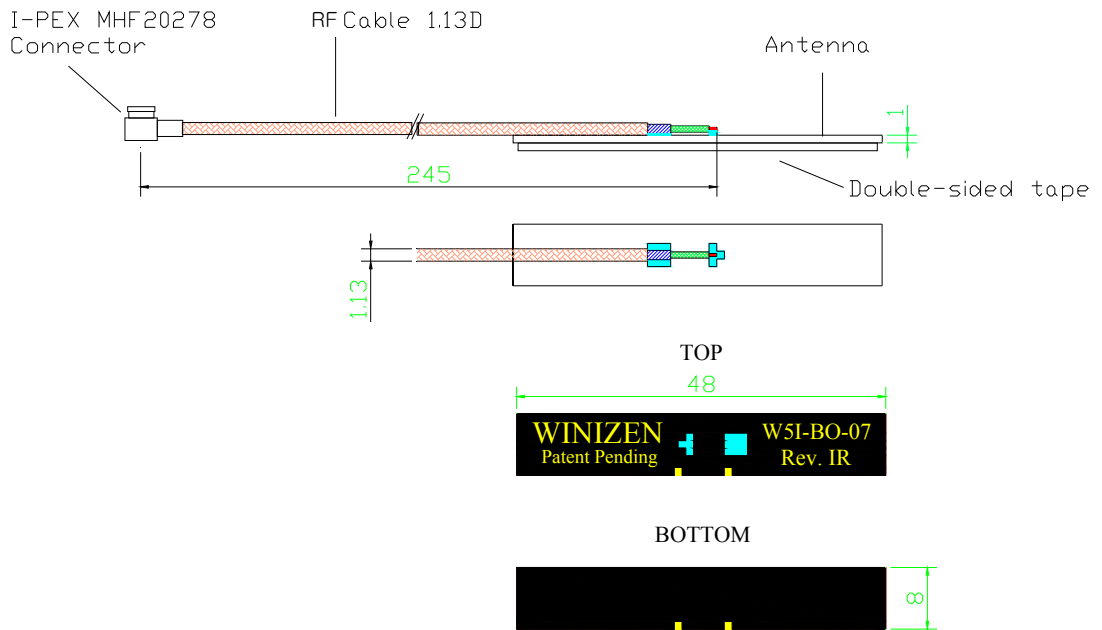 I-PEX MHF20278
Connector
RF Cable 1.13D
Antenna
1
245
Double-sided tape
1.13
TOP
48
WINIZEN
Patent Pending
W5I-BO-07
Rev. IR
BOTTOM
8